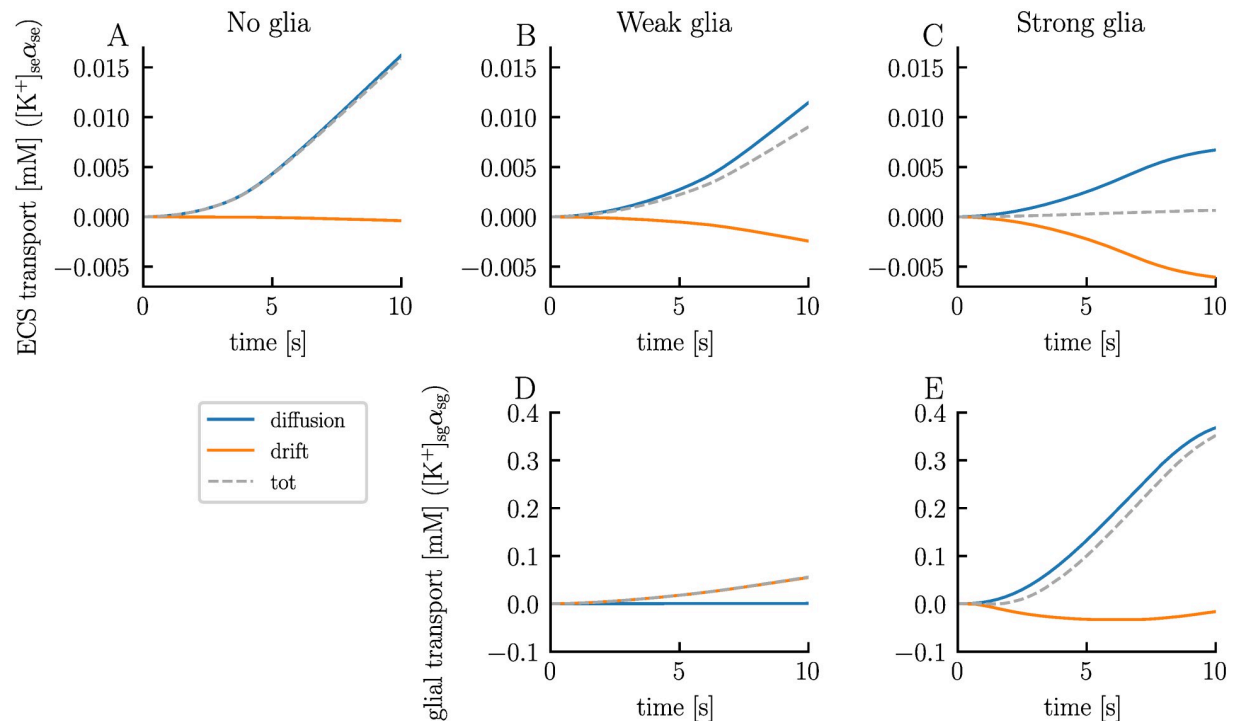 A No glia
B Weak glia
C Strong glia
ECS transport [mM] ([K⁺]ₛₑαₛₑ)
0.015
0.010
0.005
0.000
−0.005
0 5 10
time [s]
0.015
0.010
0.005
0.000
−0.005
0 5 10
time [s]
0.015
0.010
0.005
0.000
−0.005
0 5 10
time [s]
diffusion
drift
tot
D
glial transport [mM] ([K⁺]sgαsg)
0.4
0.3
0.2
0.1
0.0
−0.1
0 5 10
time [s]
E
0.4
0.3
0.2
0.1
0.0
−0.1
0 5 10
time [s]